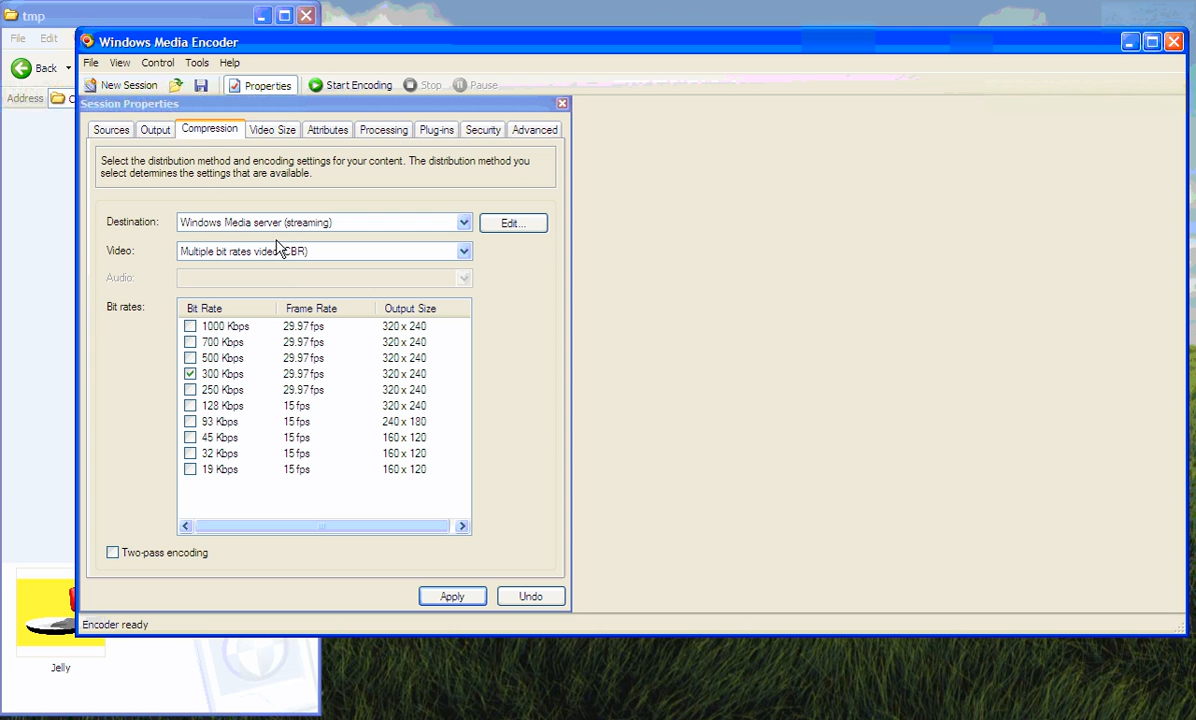 tmp
File Edit
Back
Address
Windows Media Encoder
File View Control Tools Help
New Session Properties Start Encoding Stop Pause
Session Properties
Sources Output Compression Video Size Attributes Processing Plug-ins Security Advanced
Select the distribution method and encoding settings for your content. The distribution method you
select detemines the settings that are available.
Destination: Windows Media server (streaming) Edit...
Video: Multiple bit rates video (CBR)
Audio:
Bit rates: Bit Rate Frame Rate Output Size
1000 Kbps 29.97 fps 320 x 240
700 Kbps 29.97 fps 320 x 240
500 Kbps 29.97 fps 320 x 240
300 Kbps 29.97 fps 320 x 240
250 Kbps 29.97 fps 320 x 240
128 Kbps 15 fps 320 x 240
93 Kbps 15 fps 240 x 180
45 Kbps 15 fps 160 x 120
32 Kbps 15 fps 160 x 120
19 Kbps 15 fps 160 x 120
Two-pass encoding
Apply Undo
Encoder ready
Jelly